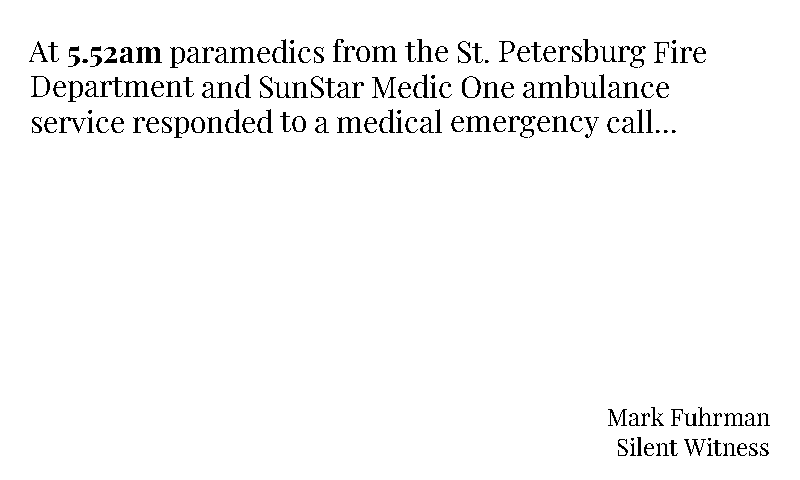 At 5.52am paramedics from the St. Petersburg Fire
Department and SunStar Medic One ambulance
service responded to a medical emergency call...
Mark Fuhrman
Silent Witness